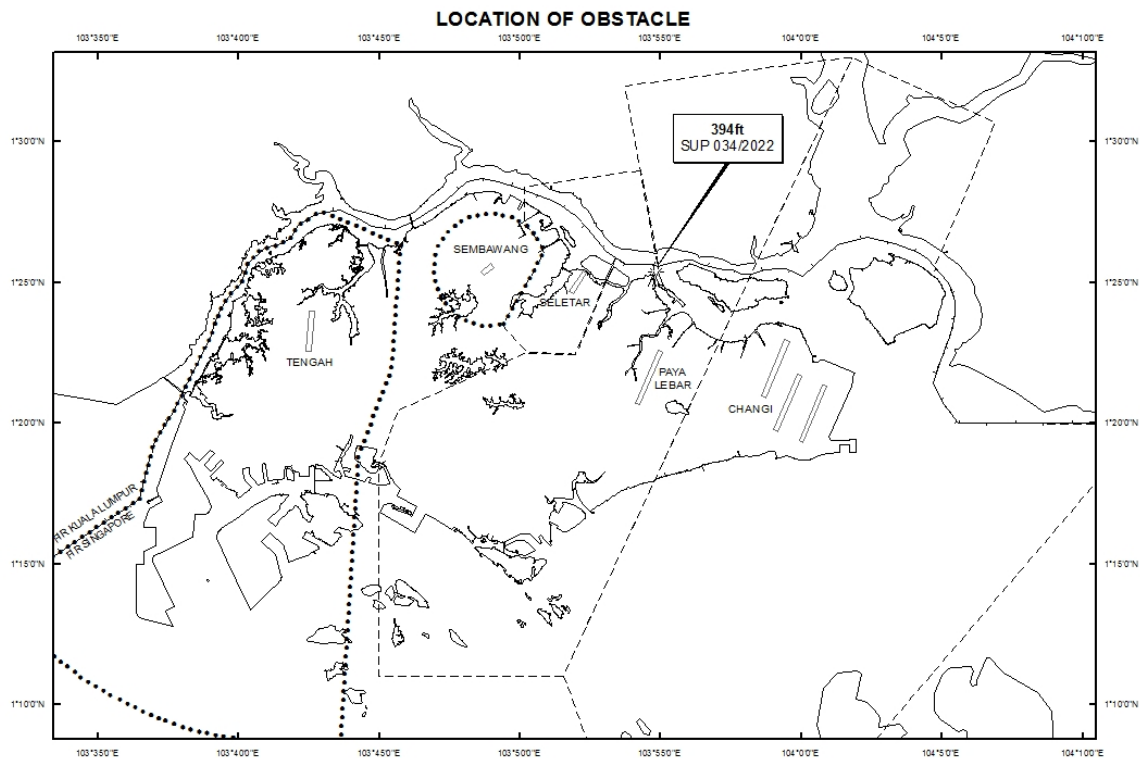 LOCATION OF OBSTACLE
103°35'0"E 103°40'0"E 103°45'0"E 103°50'0"E 103°55'0"E 104°0'0"E 104°5'0"E 104°10'0"E
1°30'0"N
394ft
SUP 034/2022
1°30'0"N
SEMBAWANG
1°25'0"N
SELETAR
1°25'0"N
TENGAH
PAYA
LEBAR
CHANGI
1°20'0"N
1°20'0"N
FIR KUALA LUMPUR
FIR SINGAPORE
1°15'0"N
1°15'0"N
1°10'0"N
1°10'0"N
103°35'0"E 103°40'0"E 103°45'0"E 103°50'0"E 103°55'0"E 104°0'0"E 104°5'0"E 104°10'0"E